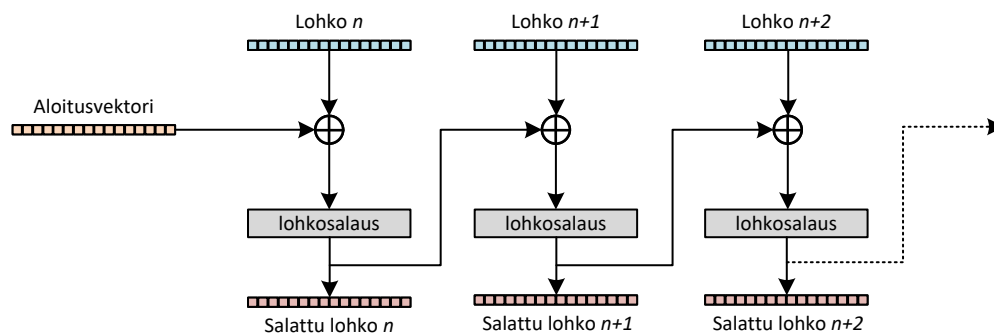 Lohko n
Lohko n+1
Lohko n+2
Aloitusvektori
lohkosalaus
lohkosalaus
lohkosalaus
Salattu lohko n
Salattu lohko n+1
Salattu lohko n+2